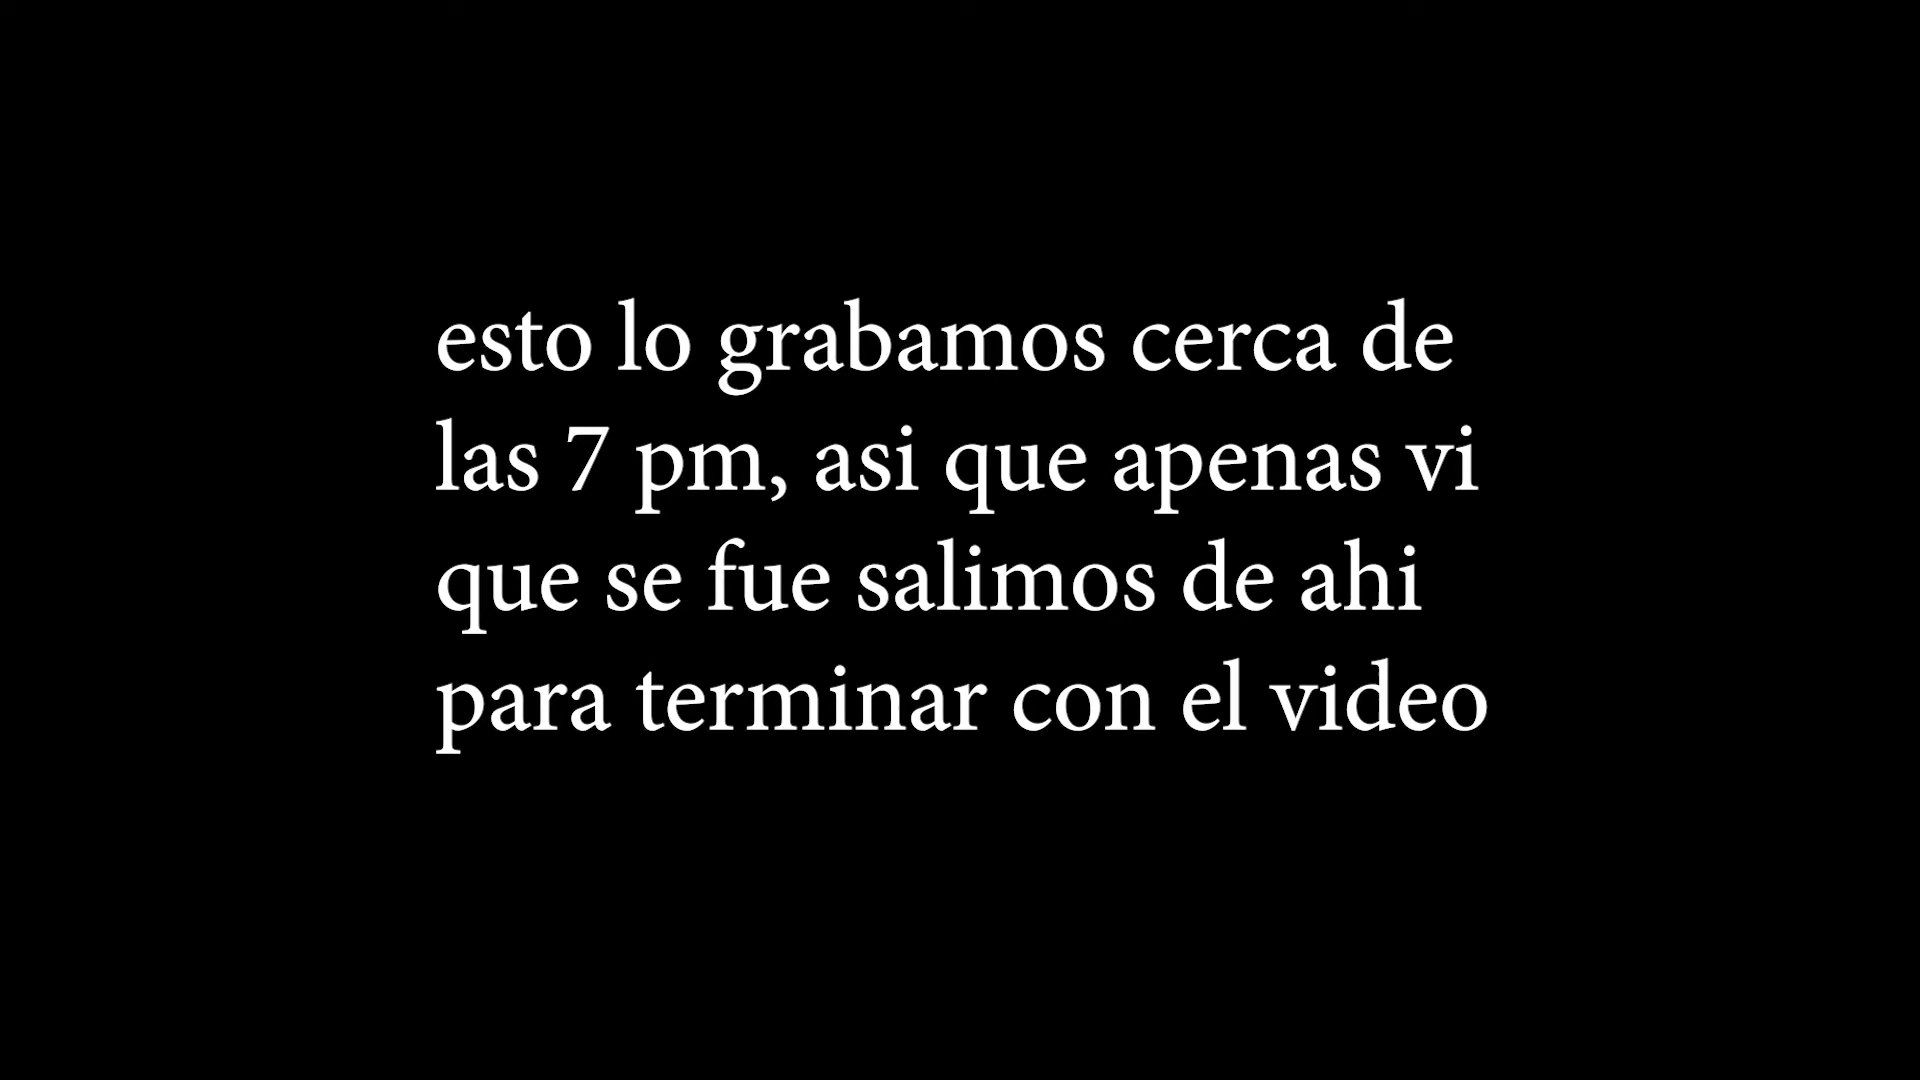 esto lo grabamos cerca de
las 7 pm, asi que apenas vi
que se fue salimos de ahi
para terminar con el video